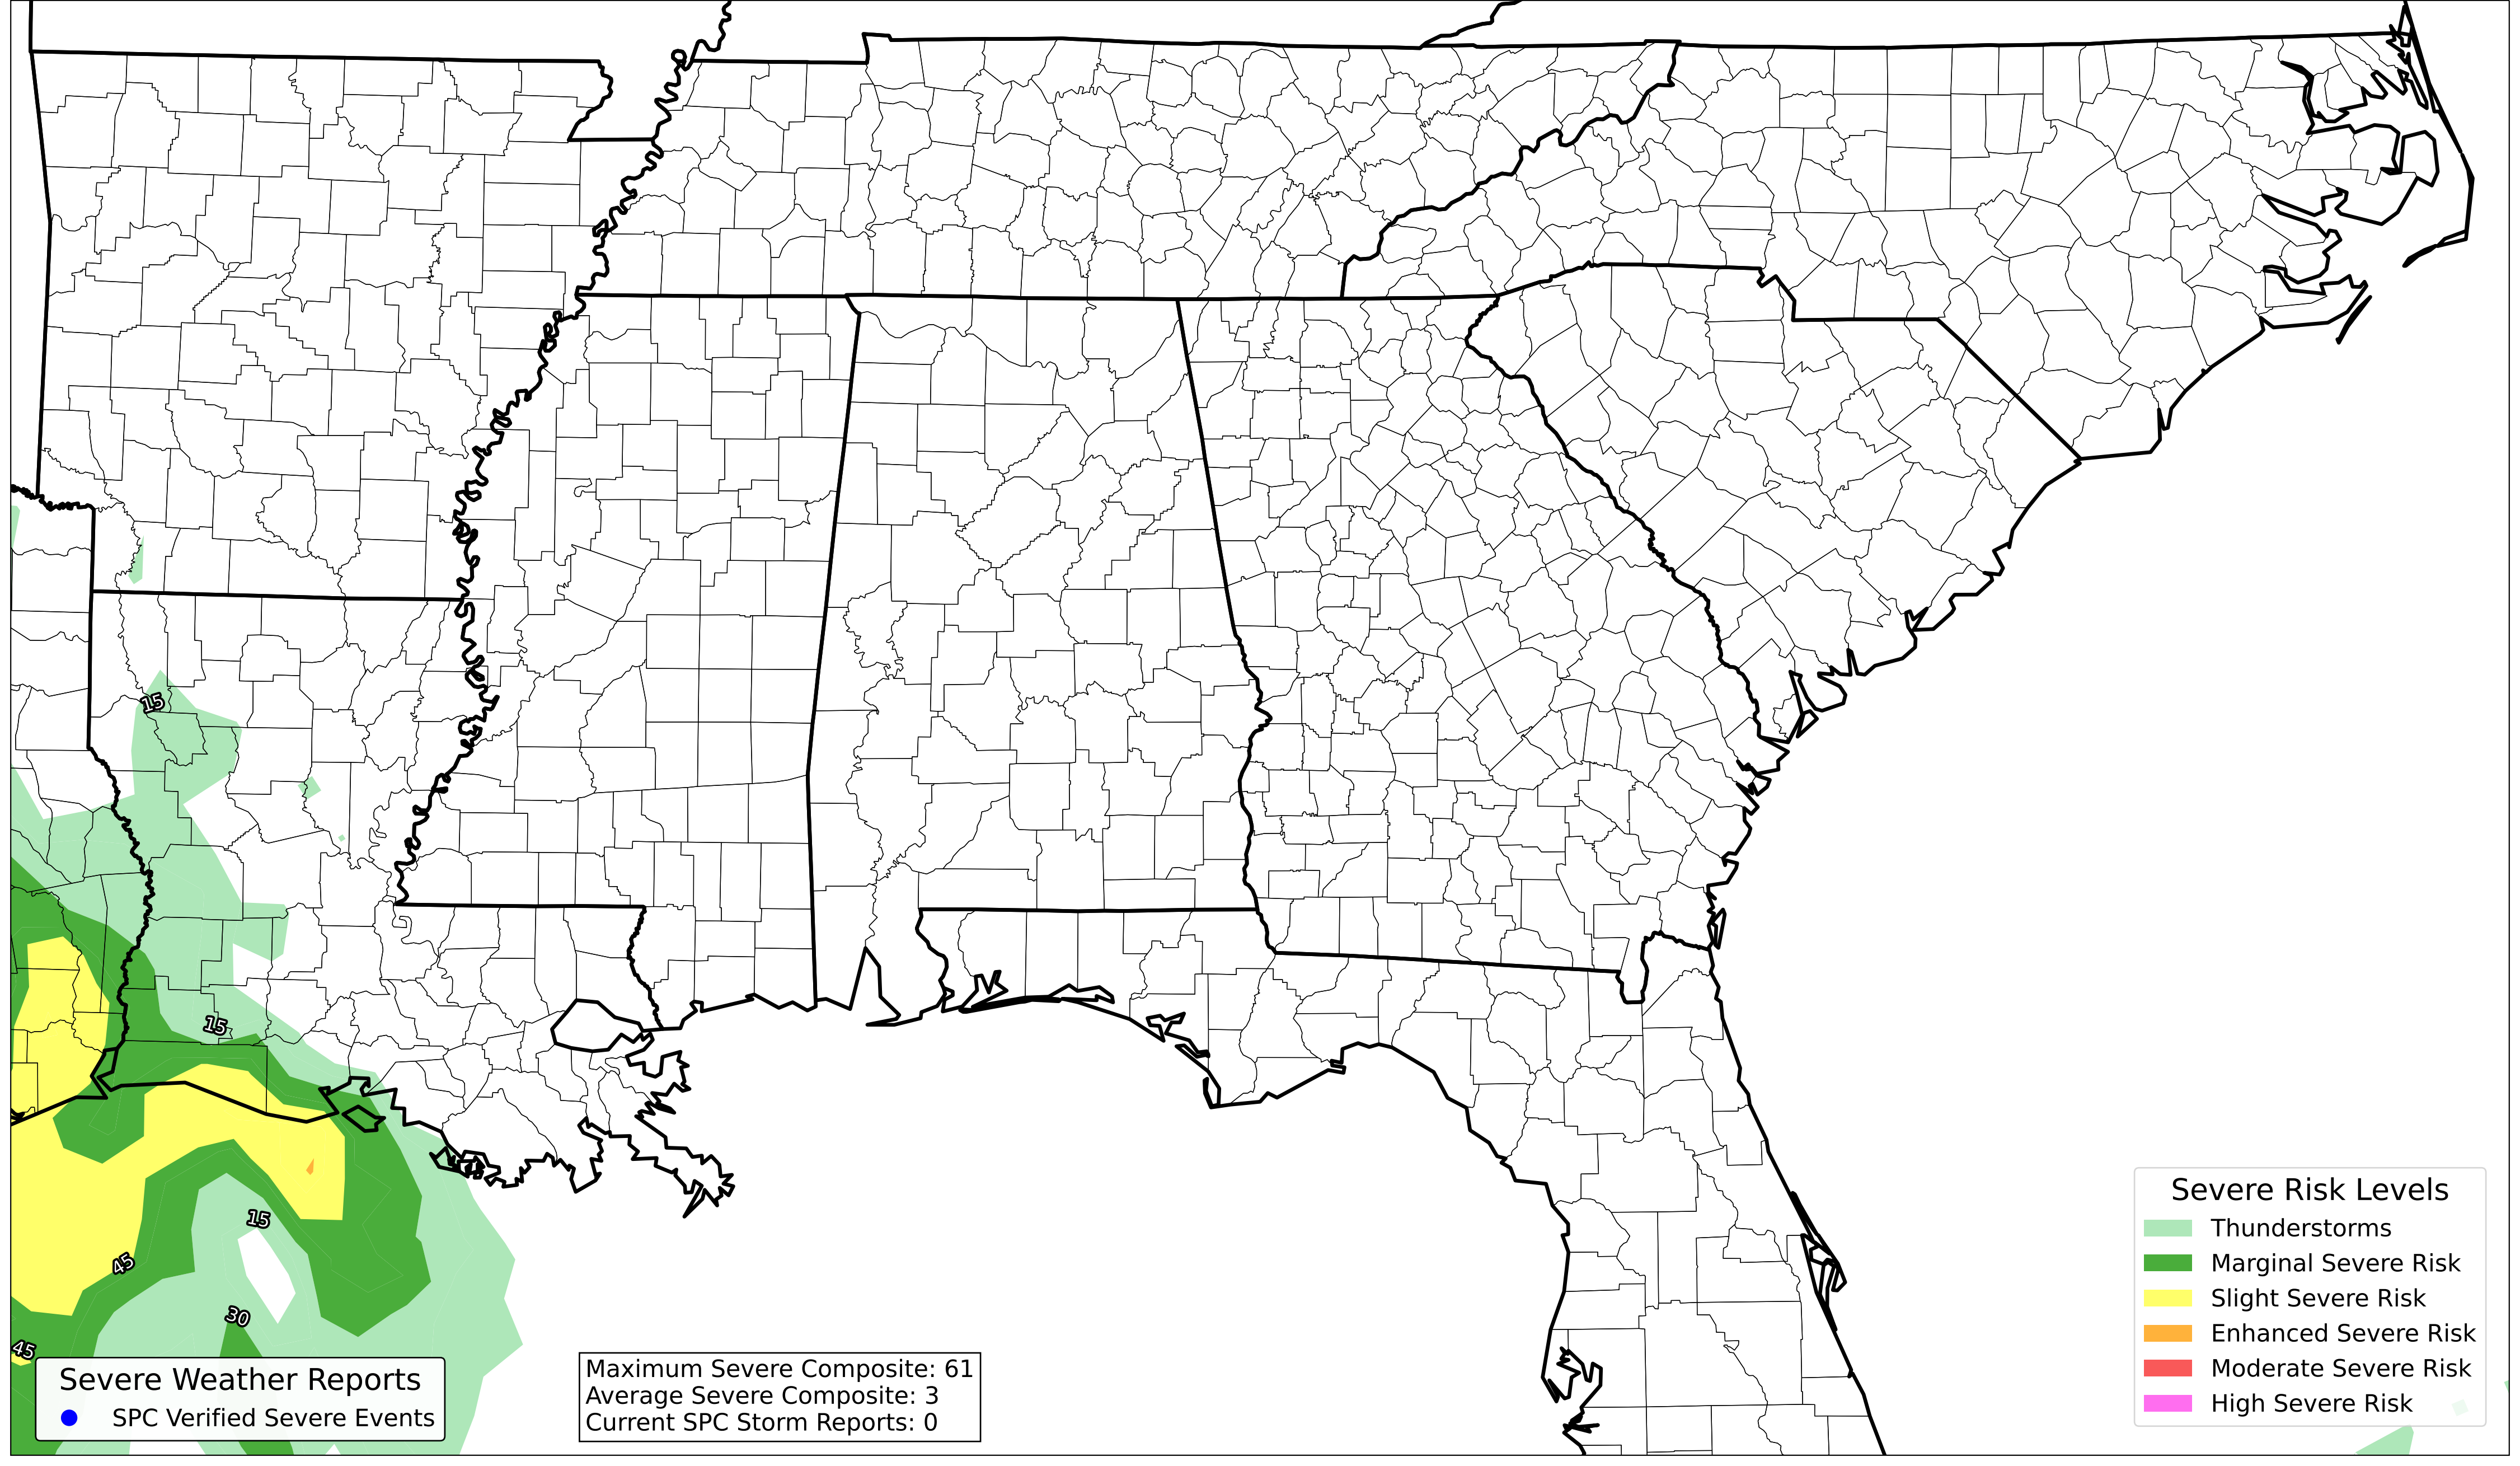 15
15
15
45
30
45
Severe Weather Reports
SPC Verified Severe Events
Maximum Severe Composite: 61
Average Severe Composite: 3
Current SPC Storm Reports: 0
Severe Risk Levels
Thunderstorms
Marginal Severe Risk
Slight Severe Risk
Enhanced Severe Risk
Moderate Severe Risk
High Severe Risk